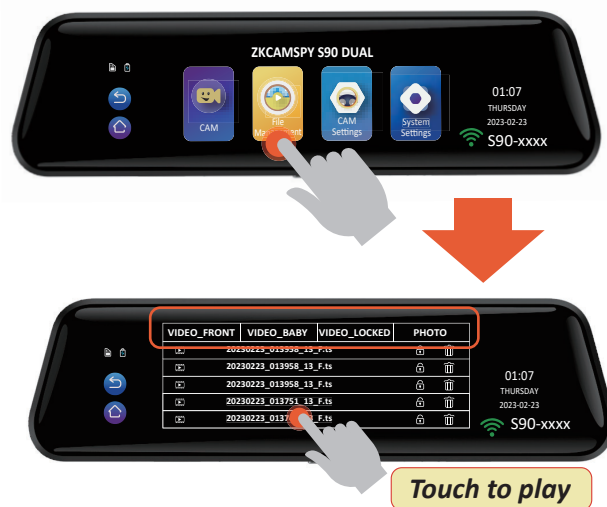 ZKCAMSPY S90 DUAL
CAM
File
CAM
Settings
System
Settings
01:07
THURSDAY
2023-02-23
S90-xxxx
VIDEO_FRONT VIDEO_BABY VIDEO_LOCKED PHOTO
20230223_013958_13_F.ts
20230223_013958_13_F.ts
20230223_013958_13_F.ts
20230223_013751_13_F.ts
01:07
THURSDAY
2023-02-23
S90-xxxx
Touch to play